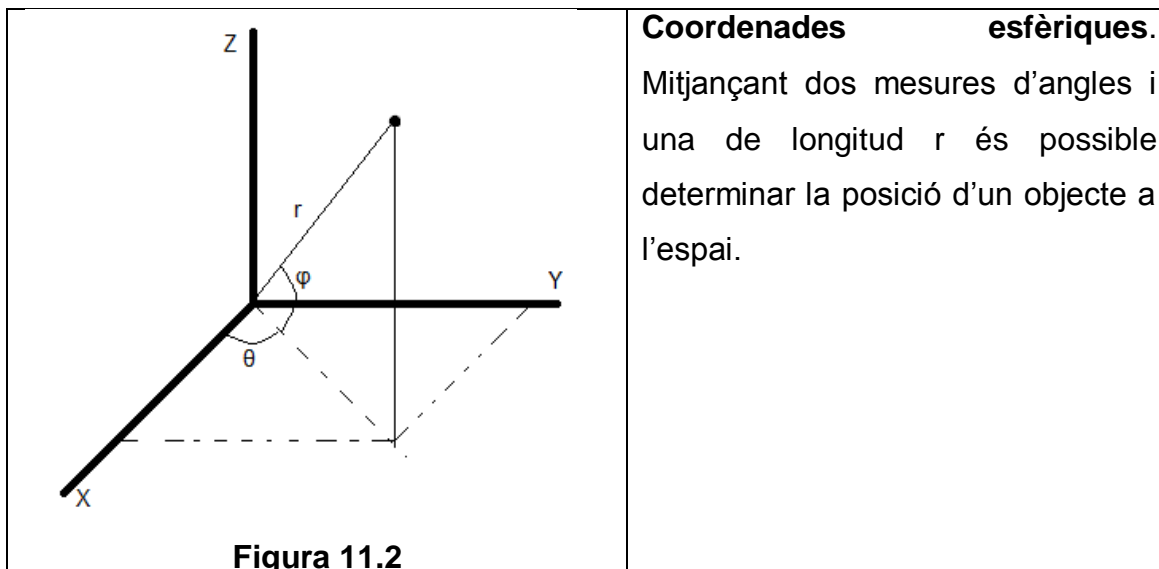 Z
r
φ
Y
θ
X
Figura 11.2
Coordenades esfèriques.
Mitjançant dos mesures d’angles i
una de longitud r és possible
determinar la posició d’un objecte a
l’espai.